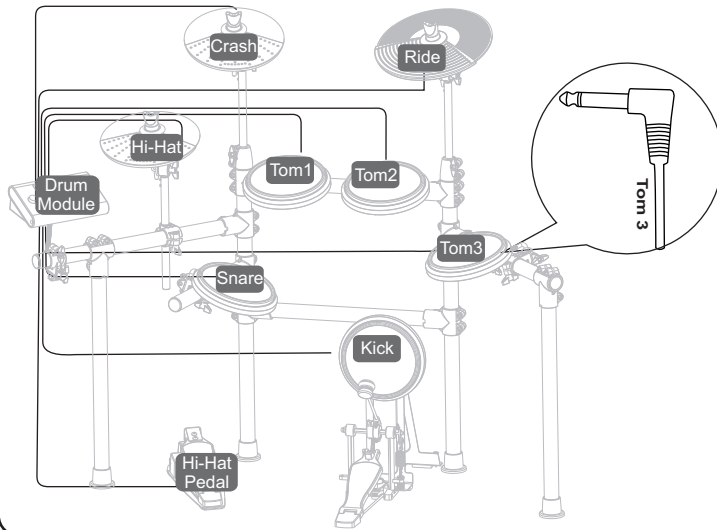 Crash
Ride
Hi-Hat
Tom1
Tom2
Drum
Module
Tom 3
Tom3
Snare
Kick
Hi-Hat
Pedal